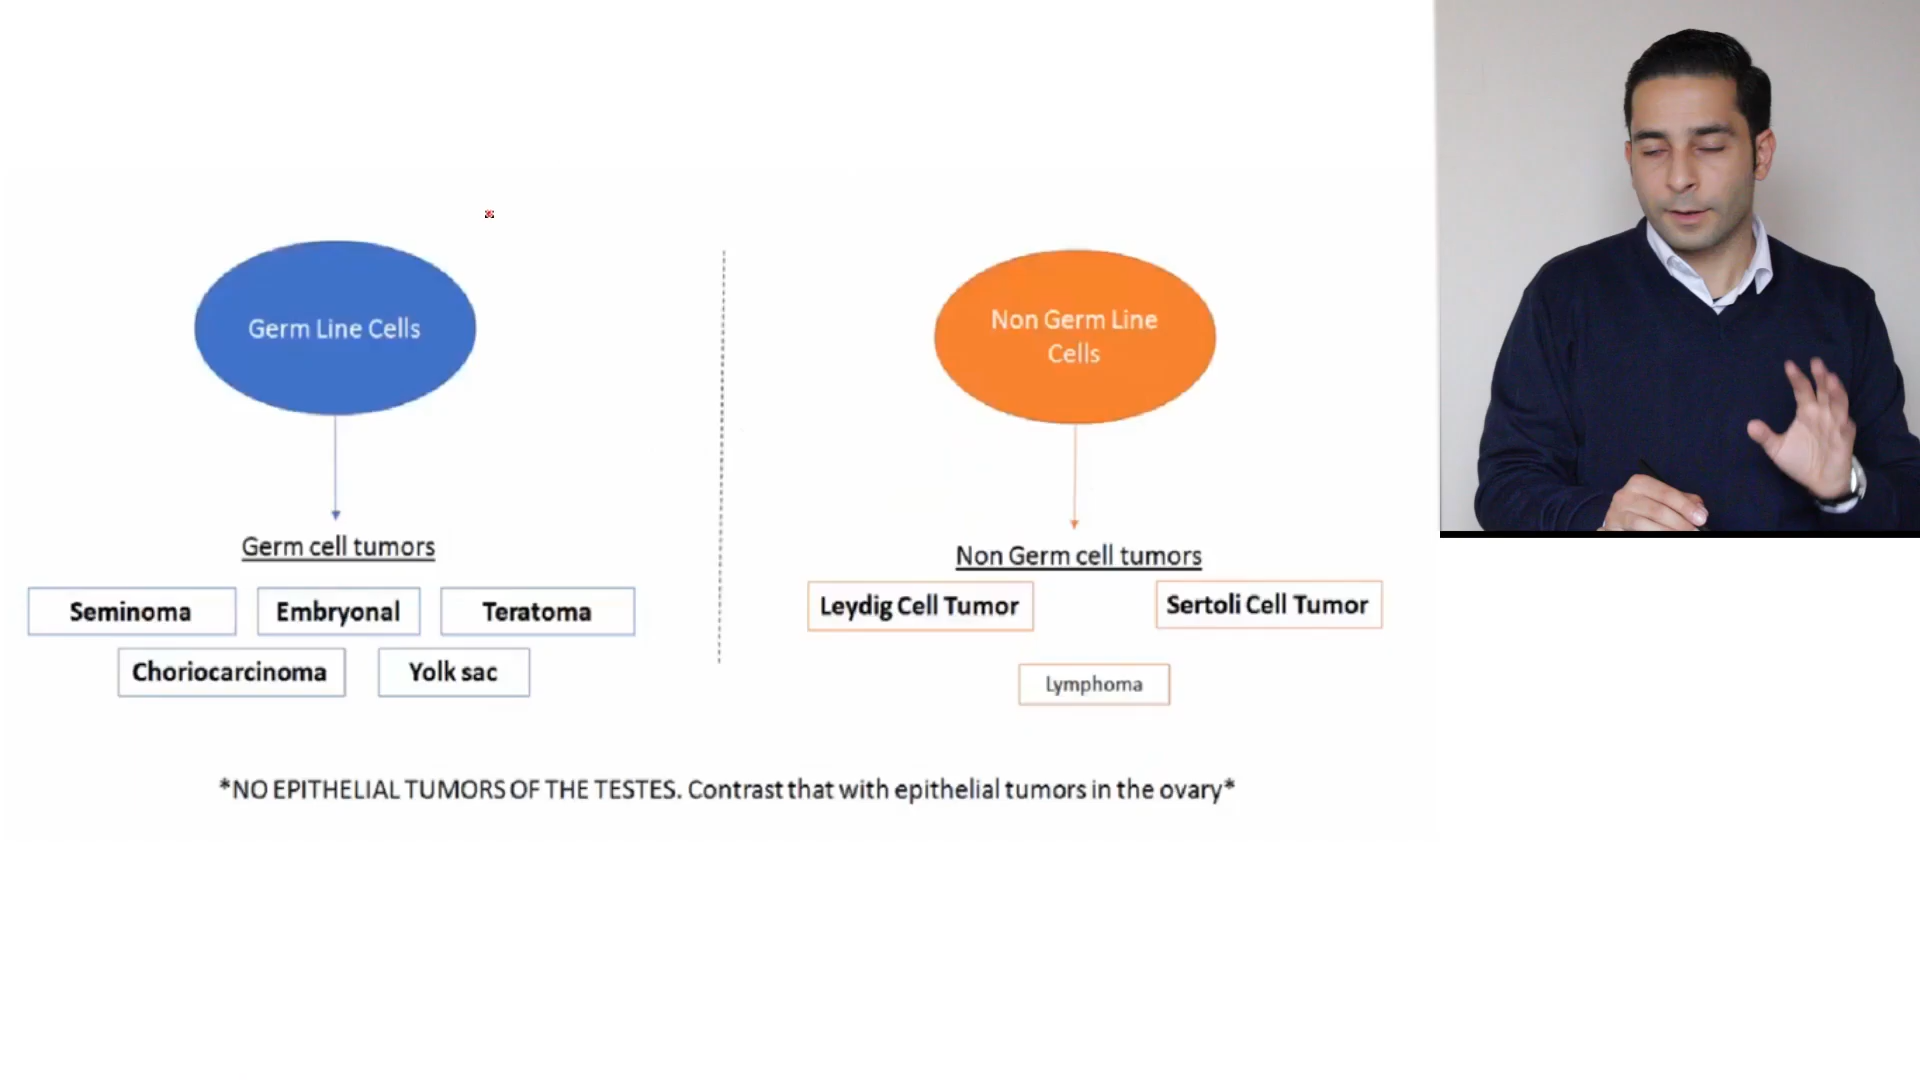 Germ Line Cells
Non Germ Line
Cells
Germ cell tumors
Non Germ cell tumors
Seminoma
Embryonal
Teratoma
Leydig Cell Tumor
Sertoli Cell Tumor
Choriocarcinoma
Yolk sac
Lymphoma
*NO EPITHELIAL TUMORS OF THE TESTES. Contrast that with epithelial tumors in the ovary*